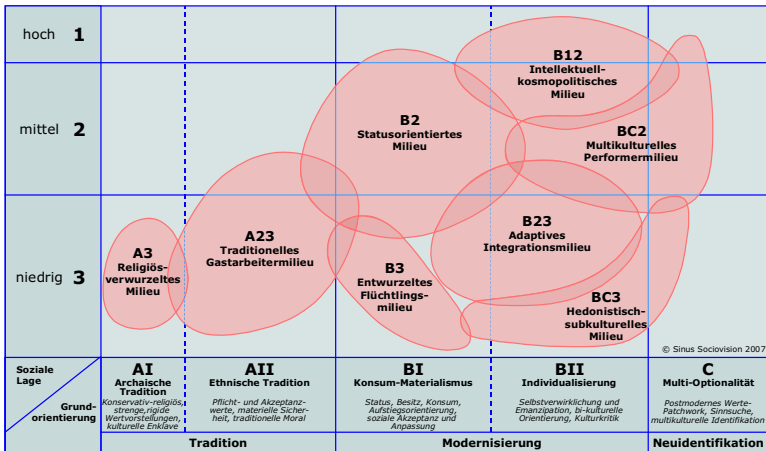 hoch 1
mittel 2
niedrig 3
B12
Intellektuell-
kosmopolitisches
Milieu
B2
Statusorientiertes
Milieu
BC2
Multikulturelles
Performermilieu
A23
Traditionelles
Gastarbeitermilieu
B23
Adaptives
Integrationsmilieu
A3
Religiös-
verwurzeltes
Milieu
B3
Entwurzeltes
Flüchtlings-
milieu
BC3
Hedonistisch-
subkulturelles
Milieu
© Sinus Sociovision 2007
Soziale
Lage
Grund-
orientierung
AI
Archaische
Tradition
Konservativ-religiös,
strenge,rigide
Wertvorstellungen,
kulturelle Enklave
AII
Ethnische Tradition
Pflicht- und Akzeptanz-
werte, materielle Sicher-
heit, traditionelle Moral
BI
Konsum-Materialismus
Status, Besitz, Konsum,
Aufstiegsorientierung,
soziale Akzeptanz und
Anpassung
BII
Individualisierung
Selbstverwirklichung und
Emanzipation, bi-kulturelle
Orientierung, Kulturkritik
C
Multi-Optionalität
Postmodernes Werte-
Patchwork, Sinnsuche,
multikulturelle Identifikation
Tradition
Modernisierung
Neuidentifikation